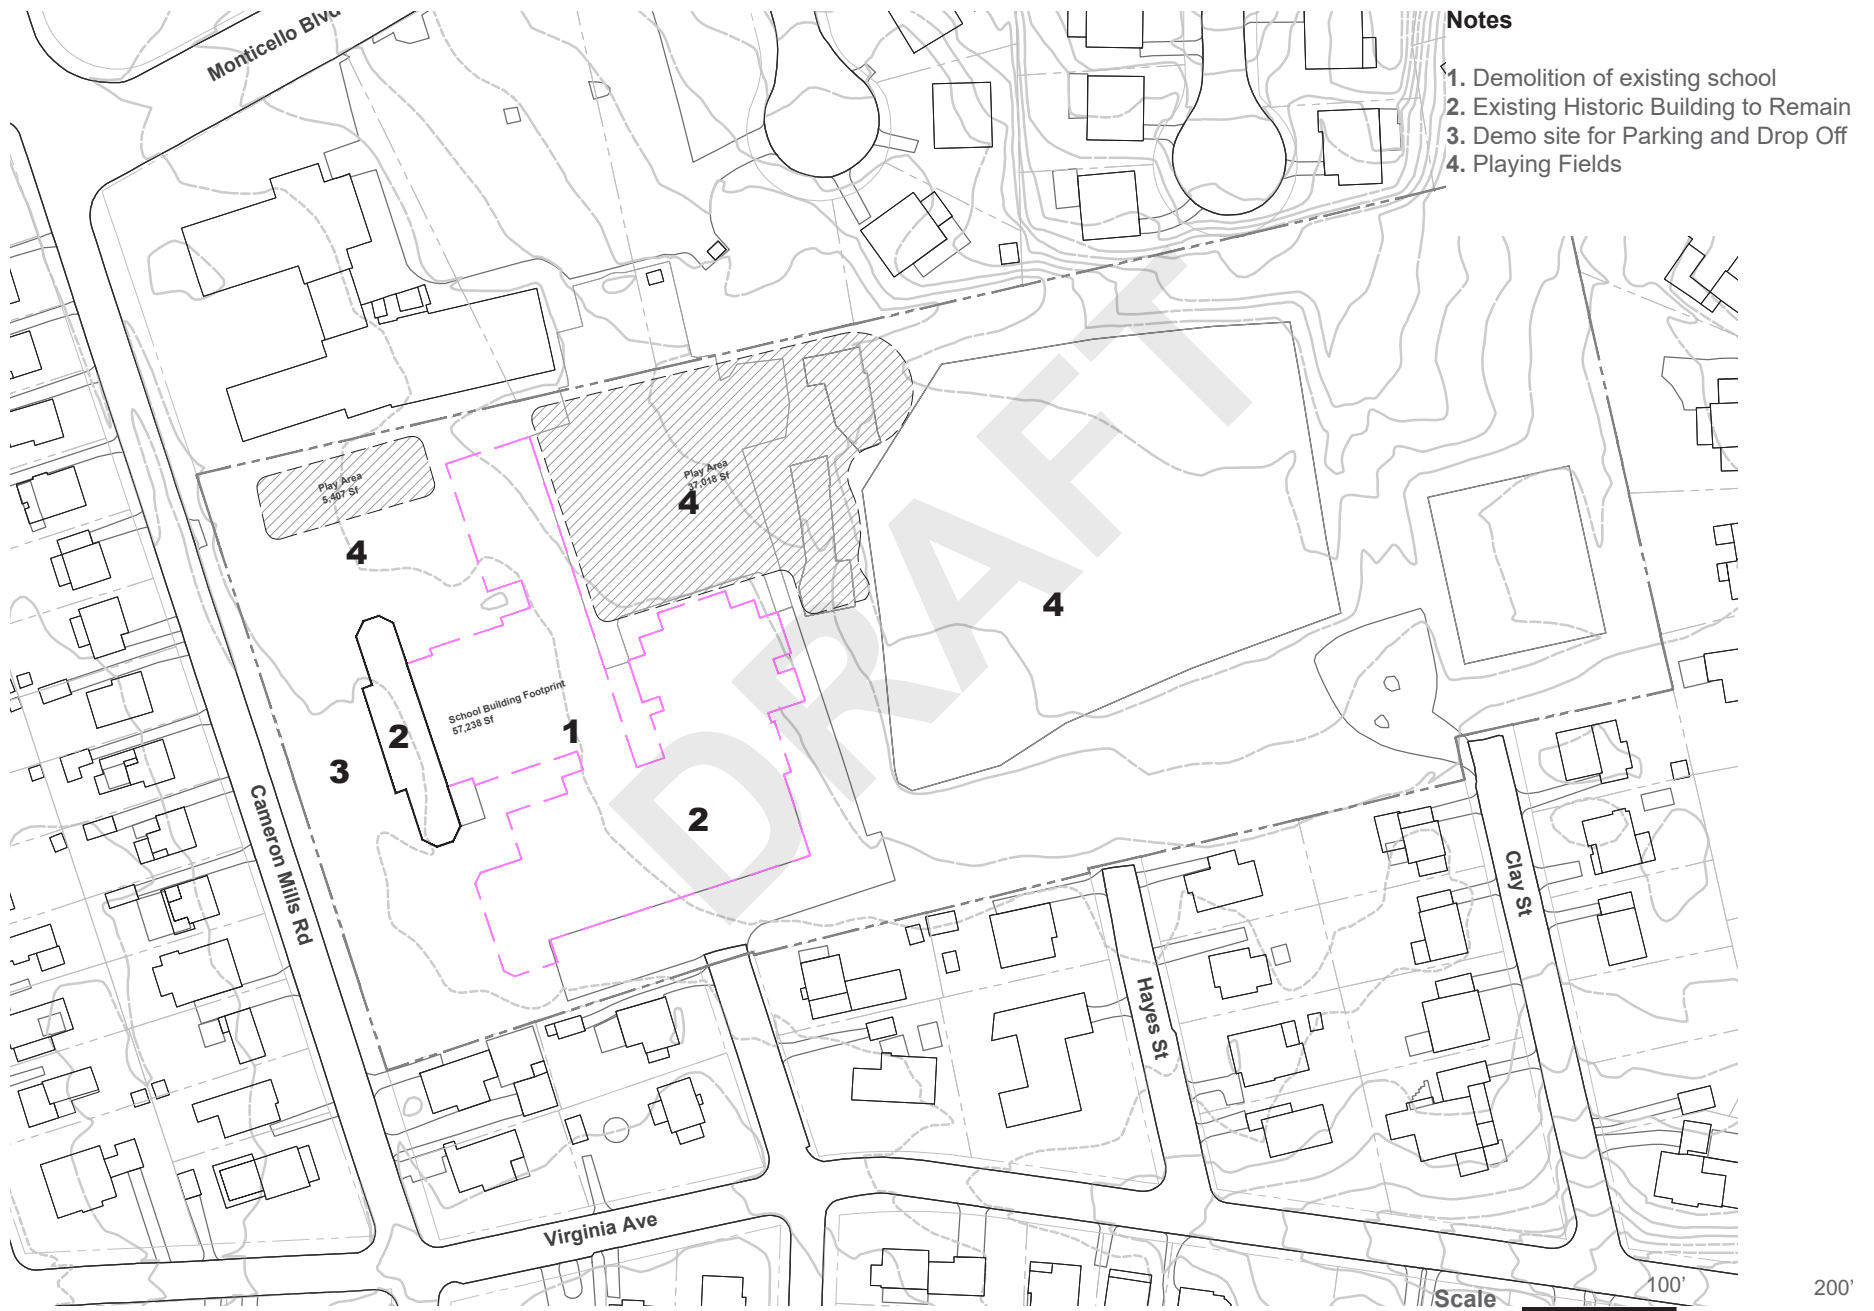 Monticello Blvd
Notes
1. Demolition of existing school
2. Existing Historic Building to Remain
3. Demo site for Parking and Drop Off
4. Playing Fields
Play Area
5,407 Sf
4
Play Area
37,018 Sf
4
4
DRAFT
School Building Footprint
57,238 Sf
1
2
3
2
Cameron Mills Rd
Clay St
Hayes St
Virginia Ave
Scale
100'
200'